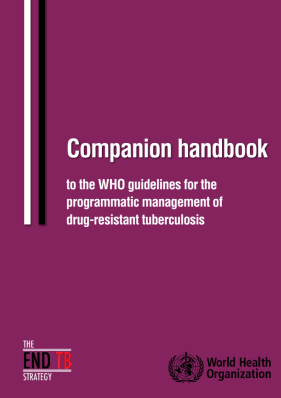 Companion handbook
to the WHO guidelines for the
programmatic management of
drug-resistant tuberculosis
THE
END TB
STRATEGY
World Health
Organization